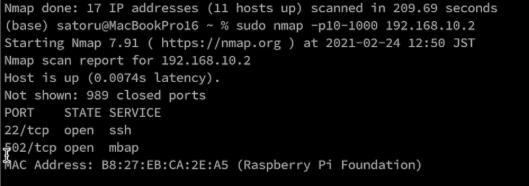 Nmap done: 17 IP addresses (11 hosts up) scanned in 209.69 seconds
(base) satoru@MacBookPro16 ~ % sudo nmap -p10-1000 192.168.10.2
Starting Nmap 7.91 ( https://nmap.org ) at 2021-02-24 12:50 JST
Nmap scan report for 192.168.10.2
Host is up (0.0074s latency).
Not shown: 989 closed ports
PORT    STATE SERVICE
22/tcp  open  ssh
502/tcp open  mbap
MAC Address: B8:27:EB:CA:2E:A5 (Raspberry Pi Foundation)